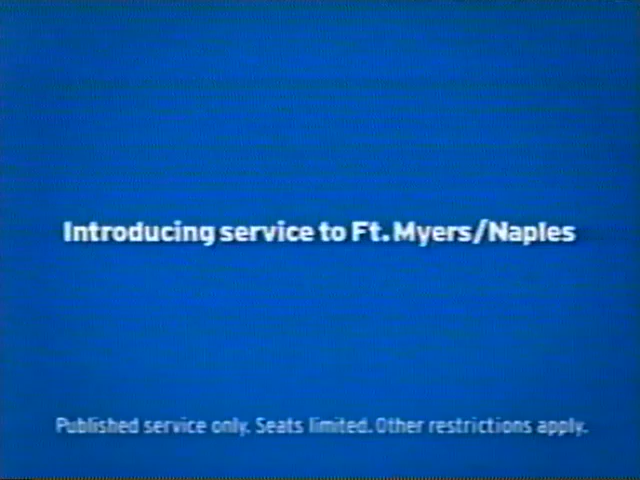 Introducing service to Ft. Myers/Naples
Published service only. Seats limited. Other restrictions apply.